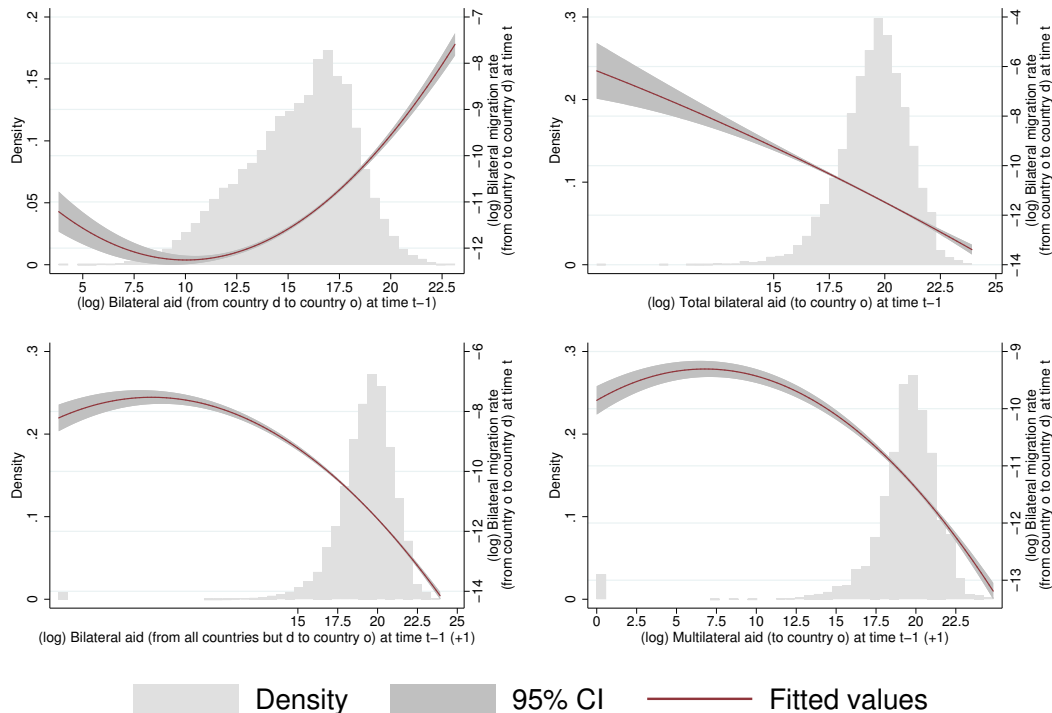 0 .05 .1 .15 .2
Density
−12 −11 −10 −9 −8 −7
(log) Bilateral migration rate
(from country o to country d) at time t
5 7.5 10 12.5 15 17.5 20 22.5
(log) Bilateral aid (from country d to country o) at time t−1
0 .1 .2 .3
Density
−14 −12 −10 −8 −6 −4
(log) Bilateral migration rate
(from country o to country d) at time t
15 17.5 20 22.5 25
(log) Total bilateral aid (to country o) at time t−1
0 .1 .2 .3
Density
−14 −12 −10 −8 −6
(log) Bilateral migration rate
(from country o to country d) at time t
15 17.5 20 22.5 25
(log) Bilateral aid (from all countries but d to country o) at time t−1 (+1)
0 .1 .2 .3
Density
−13 −12 −11 −10 −9
(log) Bilateral migration rate
(from country o to country d) at time t
0 2.5 5 7.5 10 12.5 15 17.5 20 22.5
(log) Multilateral aid (to country o) at time t−1 (+1)
Density 95% CI Fitted values